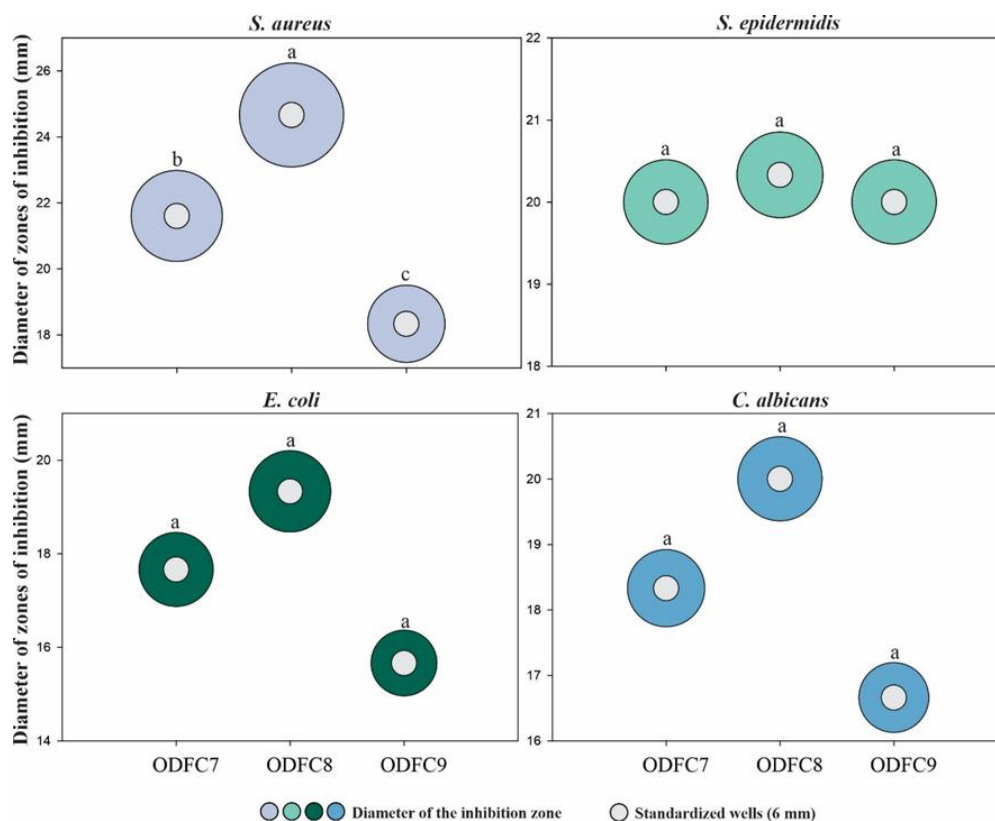 S. aureus
S. epidermidis
Diameter of zones of inhibition (mm)
26
24
22
20
18
a
b
c
22
21
20
19
18
a
a
a
E. coli
C. albicans
Diameter of zones of inhibition (mm)
20
18
16
14
a
a
a
21
20
19
18
17
16
a
a
a
ODFC7 ODFC8 ODFC9
ODFC7 ODFC8 ODFC9
Diameter of the inhibition zone Standardized wells (6 mm)